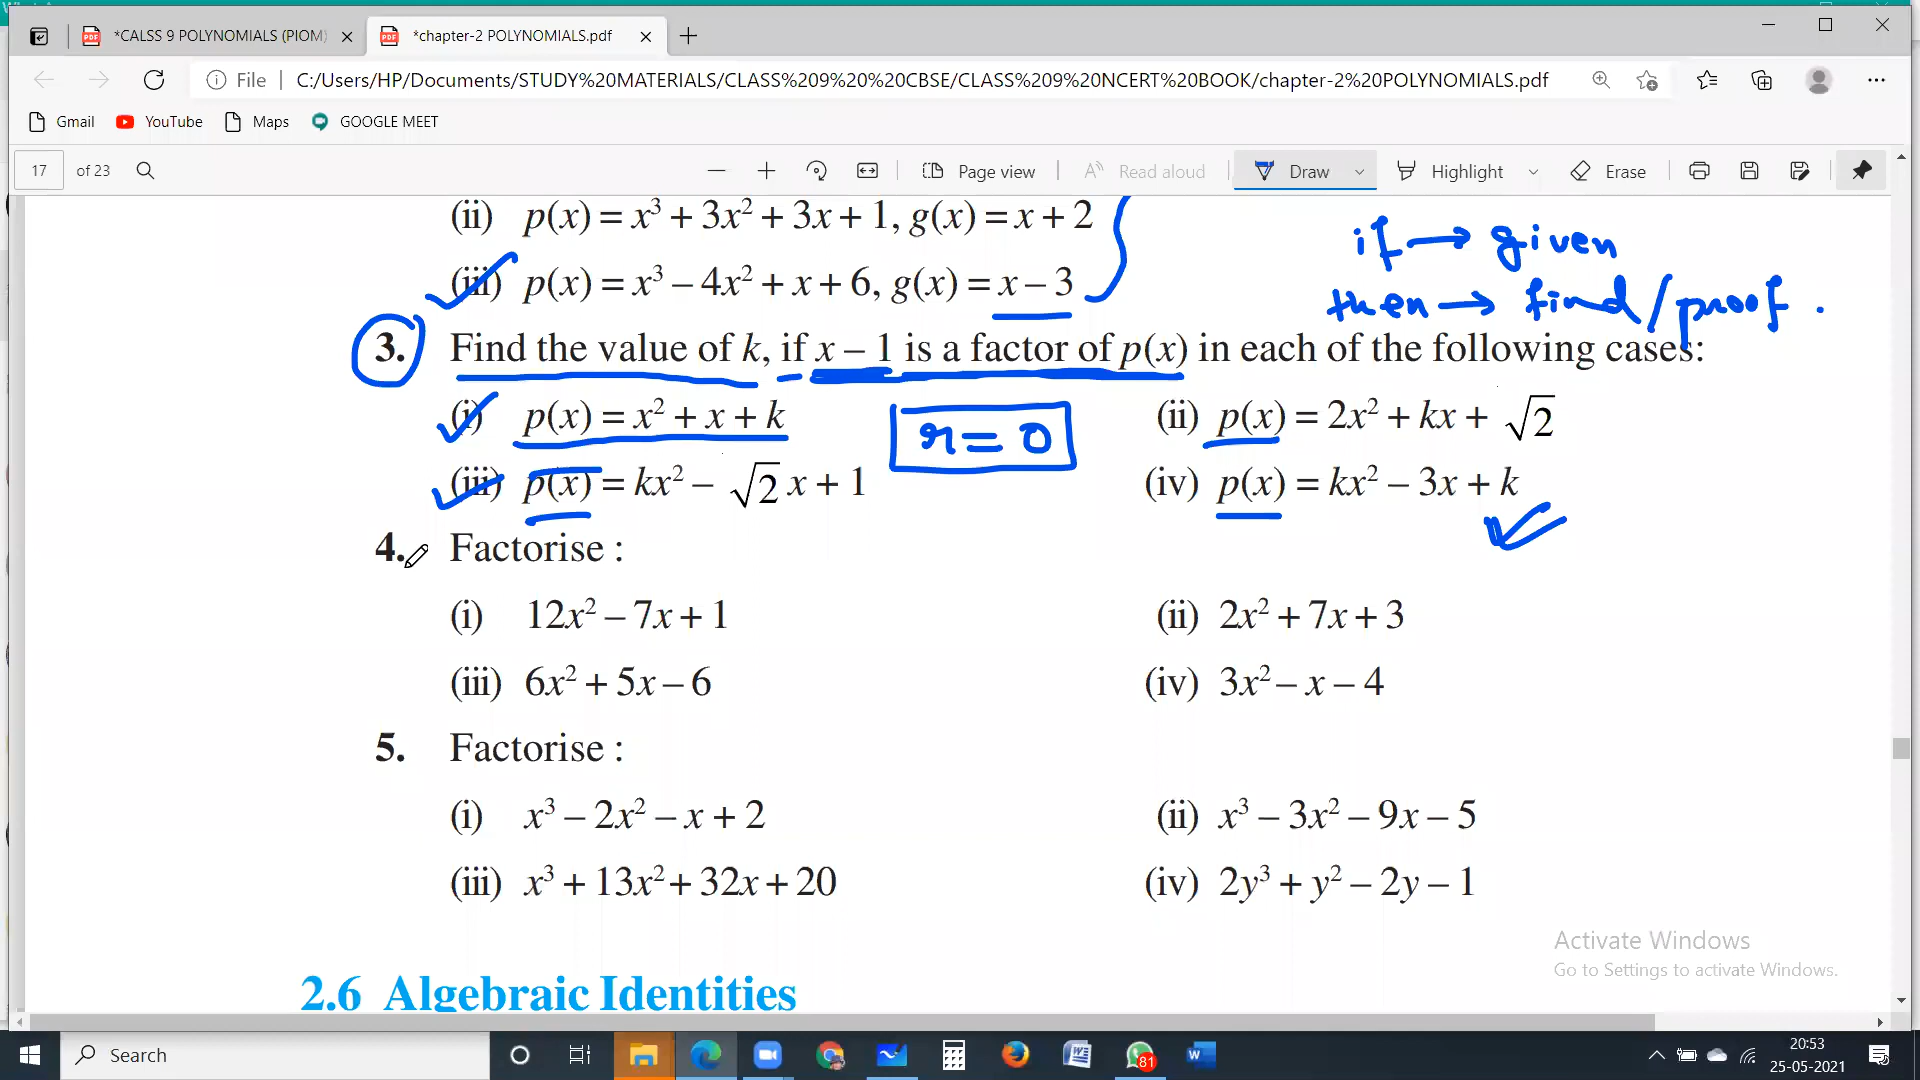 *CALSS 9 POLYNOMIALS (PIOM)
*chapter-2 POLYNOMIALS.pdf
File
C:/Users/HP/Documents/STUDY%20MATERIALS/CLASS%209%20%20CBSE/CLASS%209%20NCERT%20BOOK/chapter-2%20POLYNOMIALS.pdf
Gmail YouTube Maps GOOGLE MEET
17 of 23 Page view Read aloud Draw Highlight Erase
(ii) p(x) = x³ + 3x² + 3x + 1, g(x) = x + 2
if → given
(iii) p(x) = x³ – 4x² + x + 6, g(x) = x – 3
then → find/proof.
3. Find the value of k, if x – 1 is a factor of p(x) in each of the following cases:
(i) p(x) = x² + x + k
r = 0
(ii) p(x) = 2x² + kx + √2
(iii) p(x) = kx² – √2 x + 1
(iv) p(x) = kx² – 3x + k
4. Factorise :
(i) 12x² – 7x + 1
(ii) 2x² + 7x + 3
(iii) 6x² + 5x – 6
(iv) 3x² – x – 4
5. Factorise :
(i) x³ – 2x² – x + 2
(ii) x³ – 3x² – 9x – 5
(iii) x³ + 13x² + 32x + 20
(iv) 2y³ + y² – 2y – 1
Activate Windows
Go to Settings to activate Windows.
2.6 Algebraic Identities
Search
81
20:53
25-05-2021